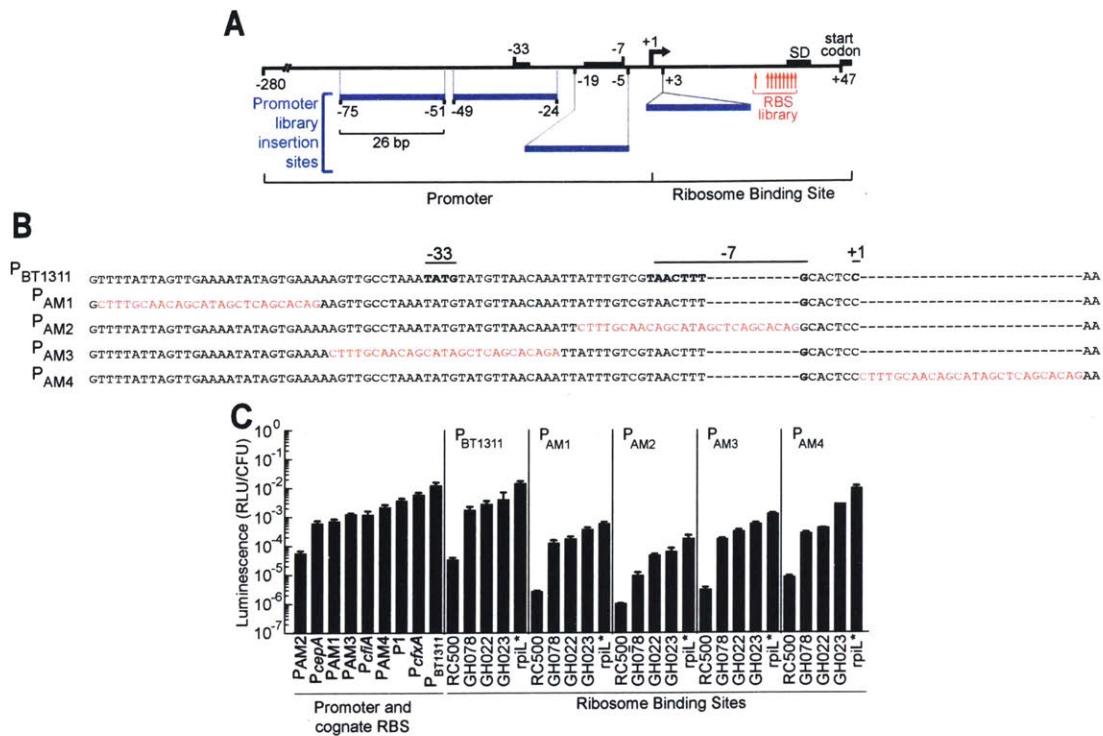 A
-33
-7
+1
SD
start
codon
-280
-19
-5
+3
+47
-75
-51
-49
-24
26 bp
Promoter
library
insertion
sites
RBS
library
Promoter
Ribosome Binding Site
B
-33
-7
+1
PBT1311 GTTTTATTAGTTGAAAATATAGTGAAAAAGTTGCCTAAATATGTATGTTAACAAATTATTTGTCGTAACTTT-----------GCACTCC-------------------------AA
PAM1 GCTTTGCAACAGCATAGCTCAGCACAGAAGTTGCCTAAATATGTATGTTAACAAATTATTTGTCGTAACTTT-----------GCACTCC-------------------------AA
PAM2 GTTTTATTAGTTGAAAATATAGTGAAAAAGTTGCCTAAATATGTATGTTAACAAATTCTTTGCAACAGCATAGCTCAGCACAGGCACTCC-------------------------AA
PAM3 GTTTTATTAGTTGAAAATATAGTGAAAACTTTGCAACAGCATAGCTCAGCACAGATTATTTGTCGTAACTTT-----------GCACTCC-------------------------AA
PAM4 GTTTTATTAGTTGAAAATATAGTGAAAAAGTTGCCTAAATATGTATGTTAACAAATTATTTGTCGTAACTTT-----------GCACTCCCTTTGCAACAGCATAGCTCAGCACAGAA
C
Luminescence (RLU/CFU)
10^0
10^-1
10^-2
10^-3
10^-4
10^-5
10^-6
10^-7
PBT1311 PAM1 PAM2 PAM3 PAM4
PAM2 PcepA PAM1 PAM3 PcfiA PAM4 P1 PcfxA PBT1311
RC500 GH078 GH022 GH023 rpiL*
RC500 GH078 GH022 GH023 rpiL*
RC500 GH078 GH022 GH023 rpiL*
RC500 GH078 GH022 GH023 rpiL*
RC500 GH078 GH022 GH023 rpiL*
Promoter and
cognate RBS
Ribosome Binding Sites